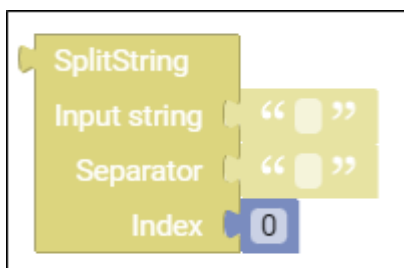 SplitString
Input string “ ”
Separator “ ”
Index 0